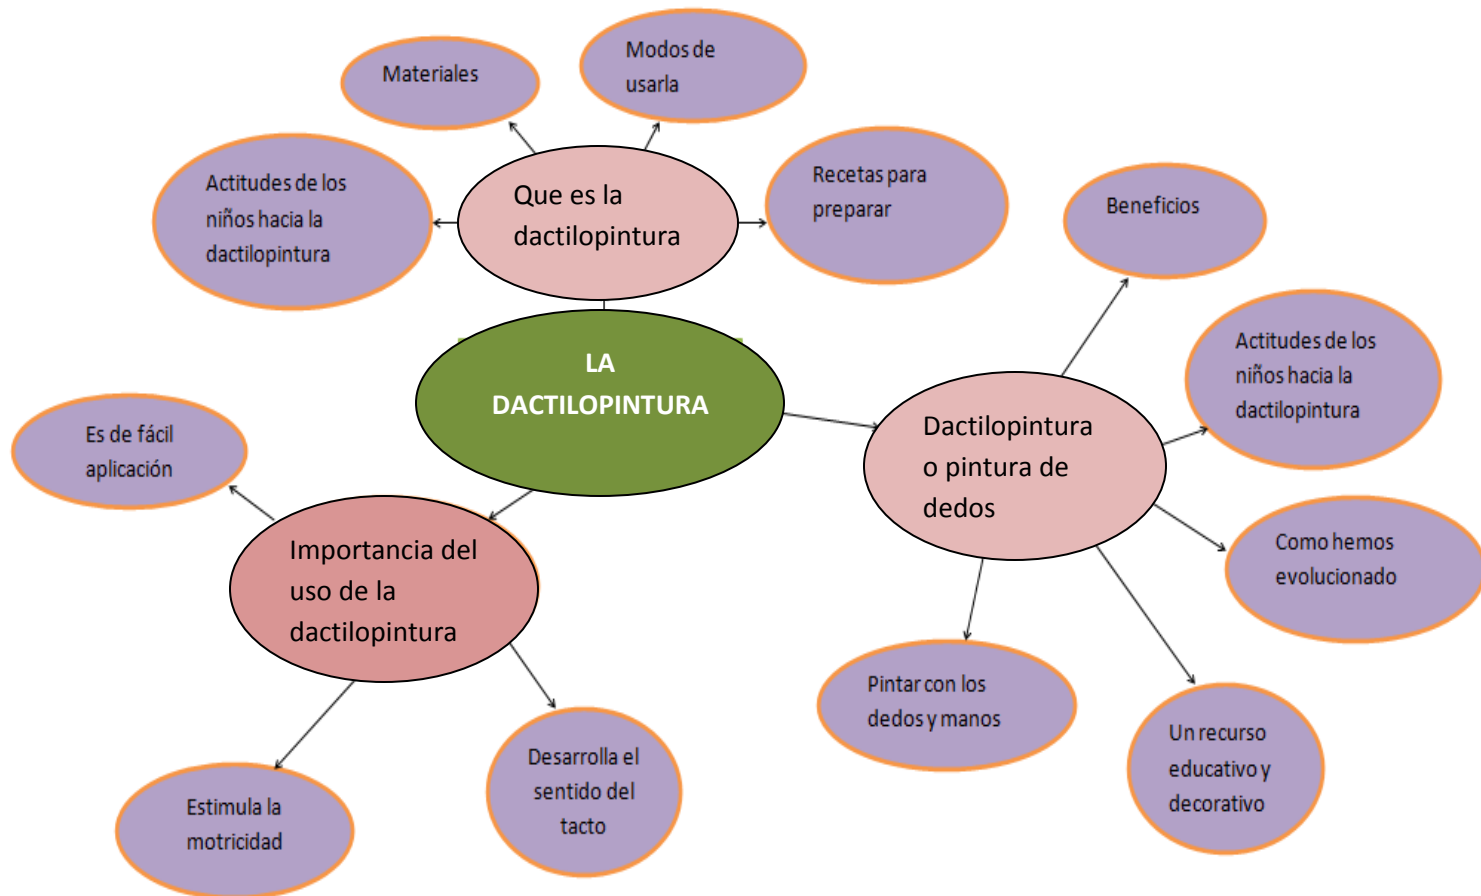 Materiales
Modos de
usarla
Actitudes de los
niños hacia la
dactilopintura
Que es la
dactilopintura
Recetas para
preparar
Beneficios
LA
DACTILOPINTURA
Actitudes de los
niños hacia la
dactilopintura
Es de fácil
aplicación
Dactilopintura
o pintura de
dedos
Importancia del
uso de la
dactilopintura
Como hemos
evolucionado
Pintar con los
dedos y manos
Un recurso
educativo y
decorativo
Desarrolla el
sentido del
tacto
Estimula la
motricidad